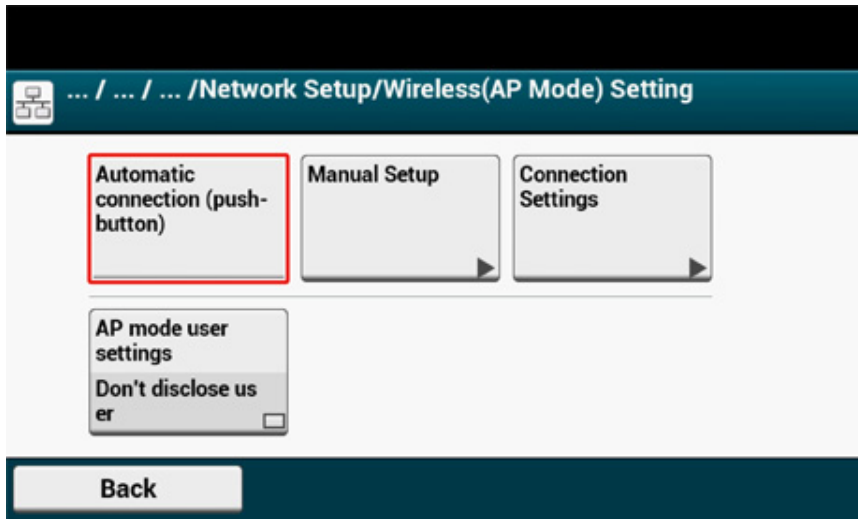 ... / ... / ... /Network Setup/Wireless(AP Mode) Setting
Automatic
connection (push-
button)
Manual Setup
Connection
Settings
AP mode user
settings
Don't disclose us
er
Back